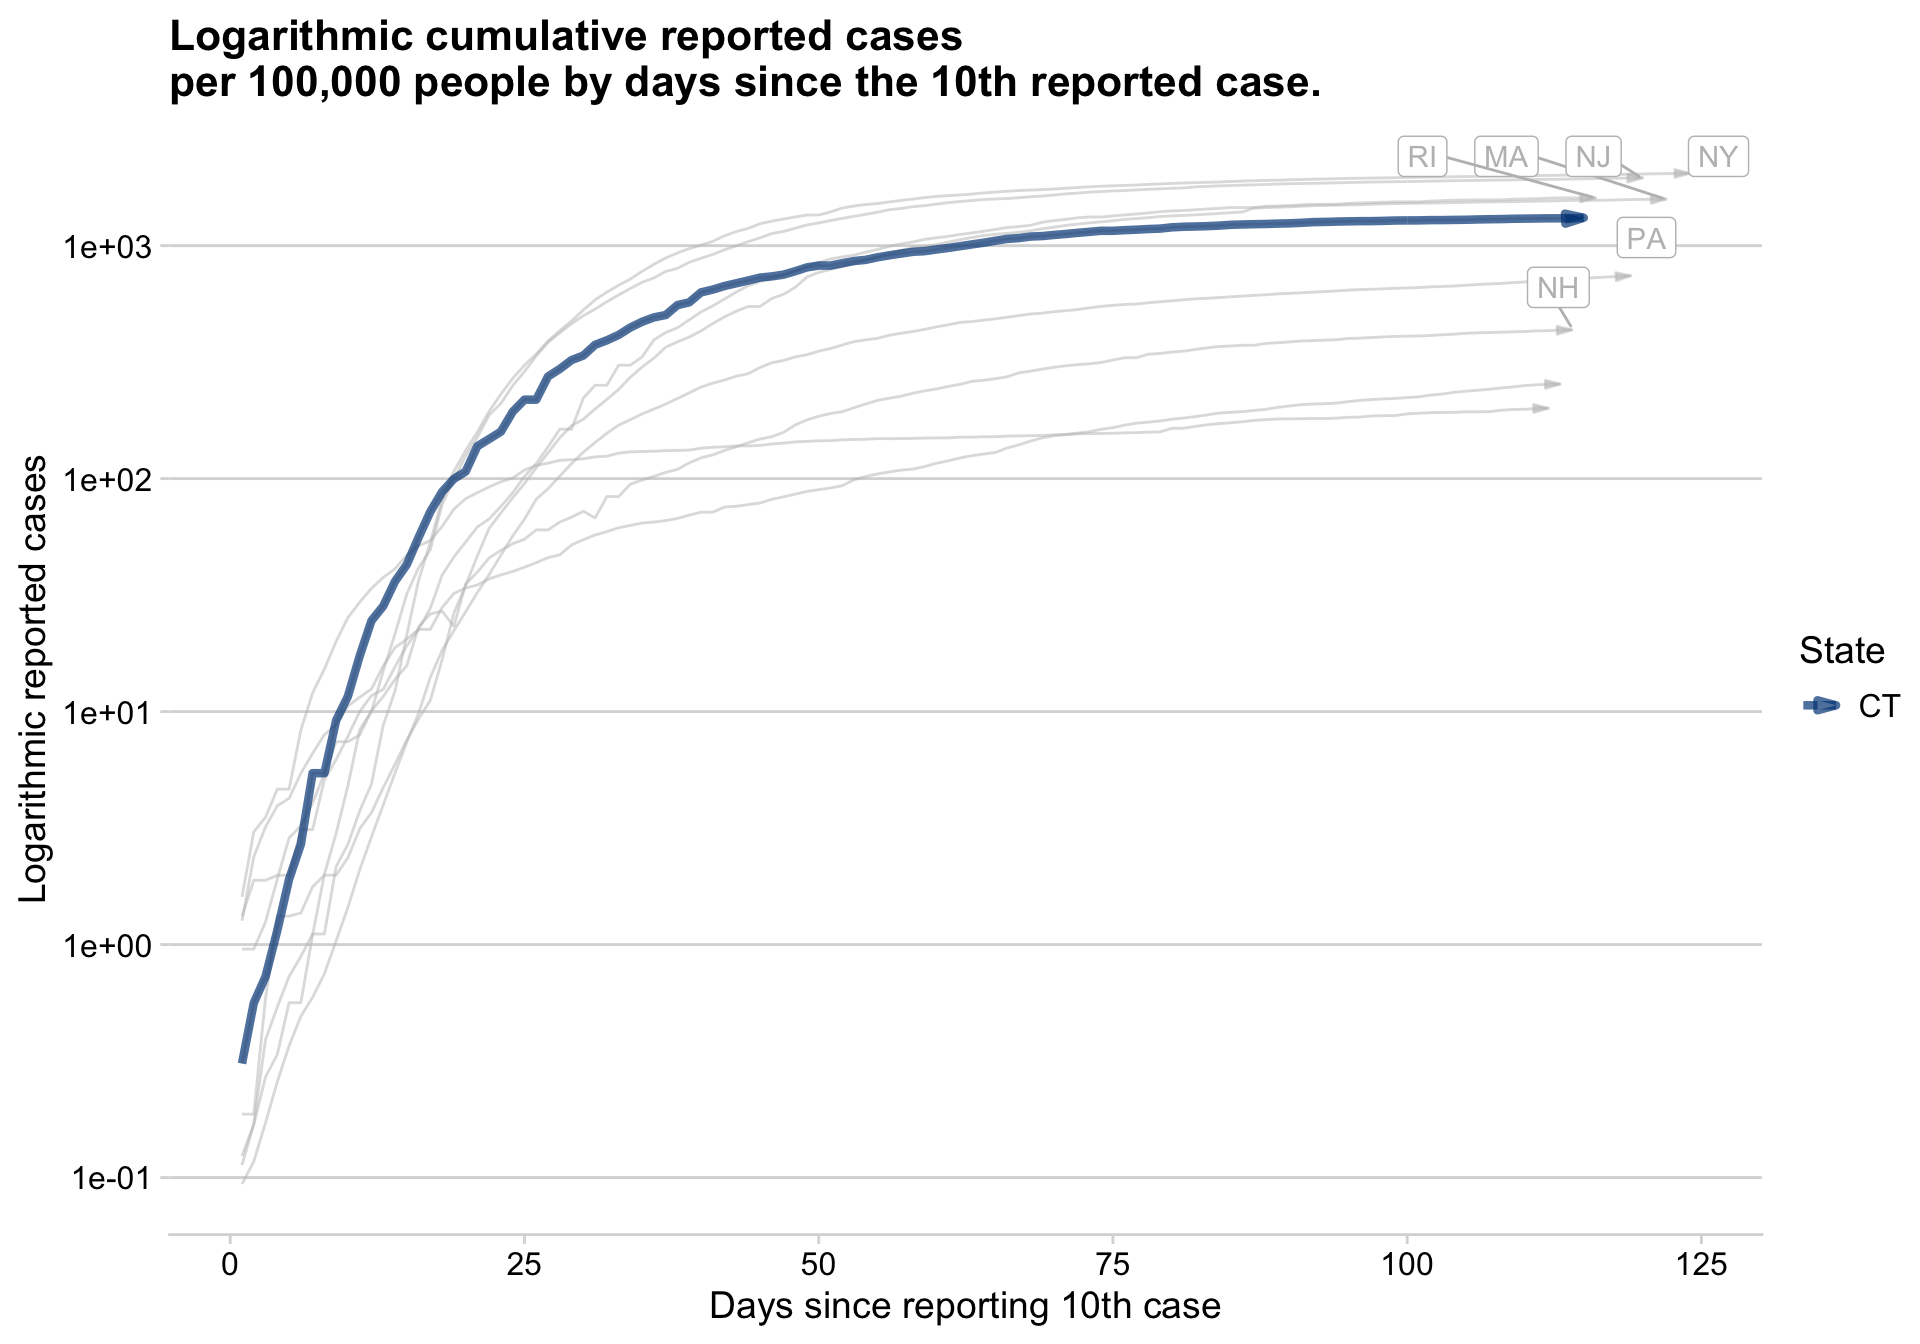 Logarithmic cumulative reported cases
per 100,000 people by days since the 10th reported case.
RI MA NJ NY
PA
NH
1e+03
1e+02
1e+01
1e+00
1e-01
Logarithmic reported cases
State
CT
0 25 50 75 100 125
Days since reporting 10th case